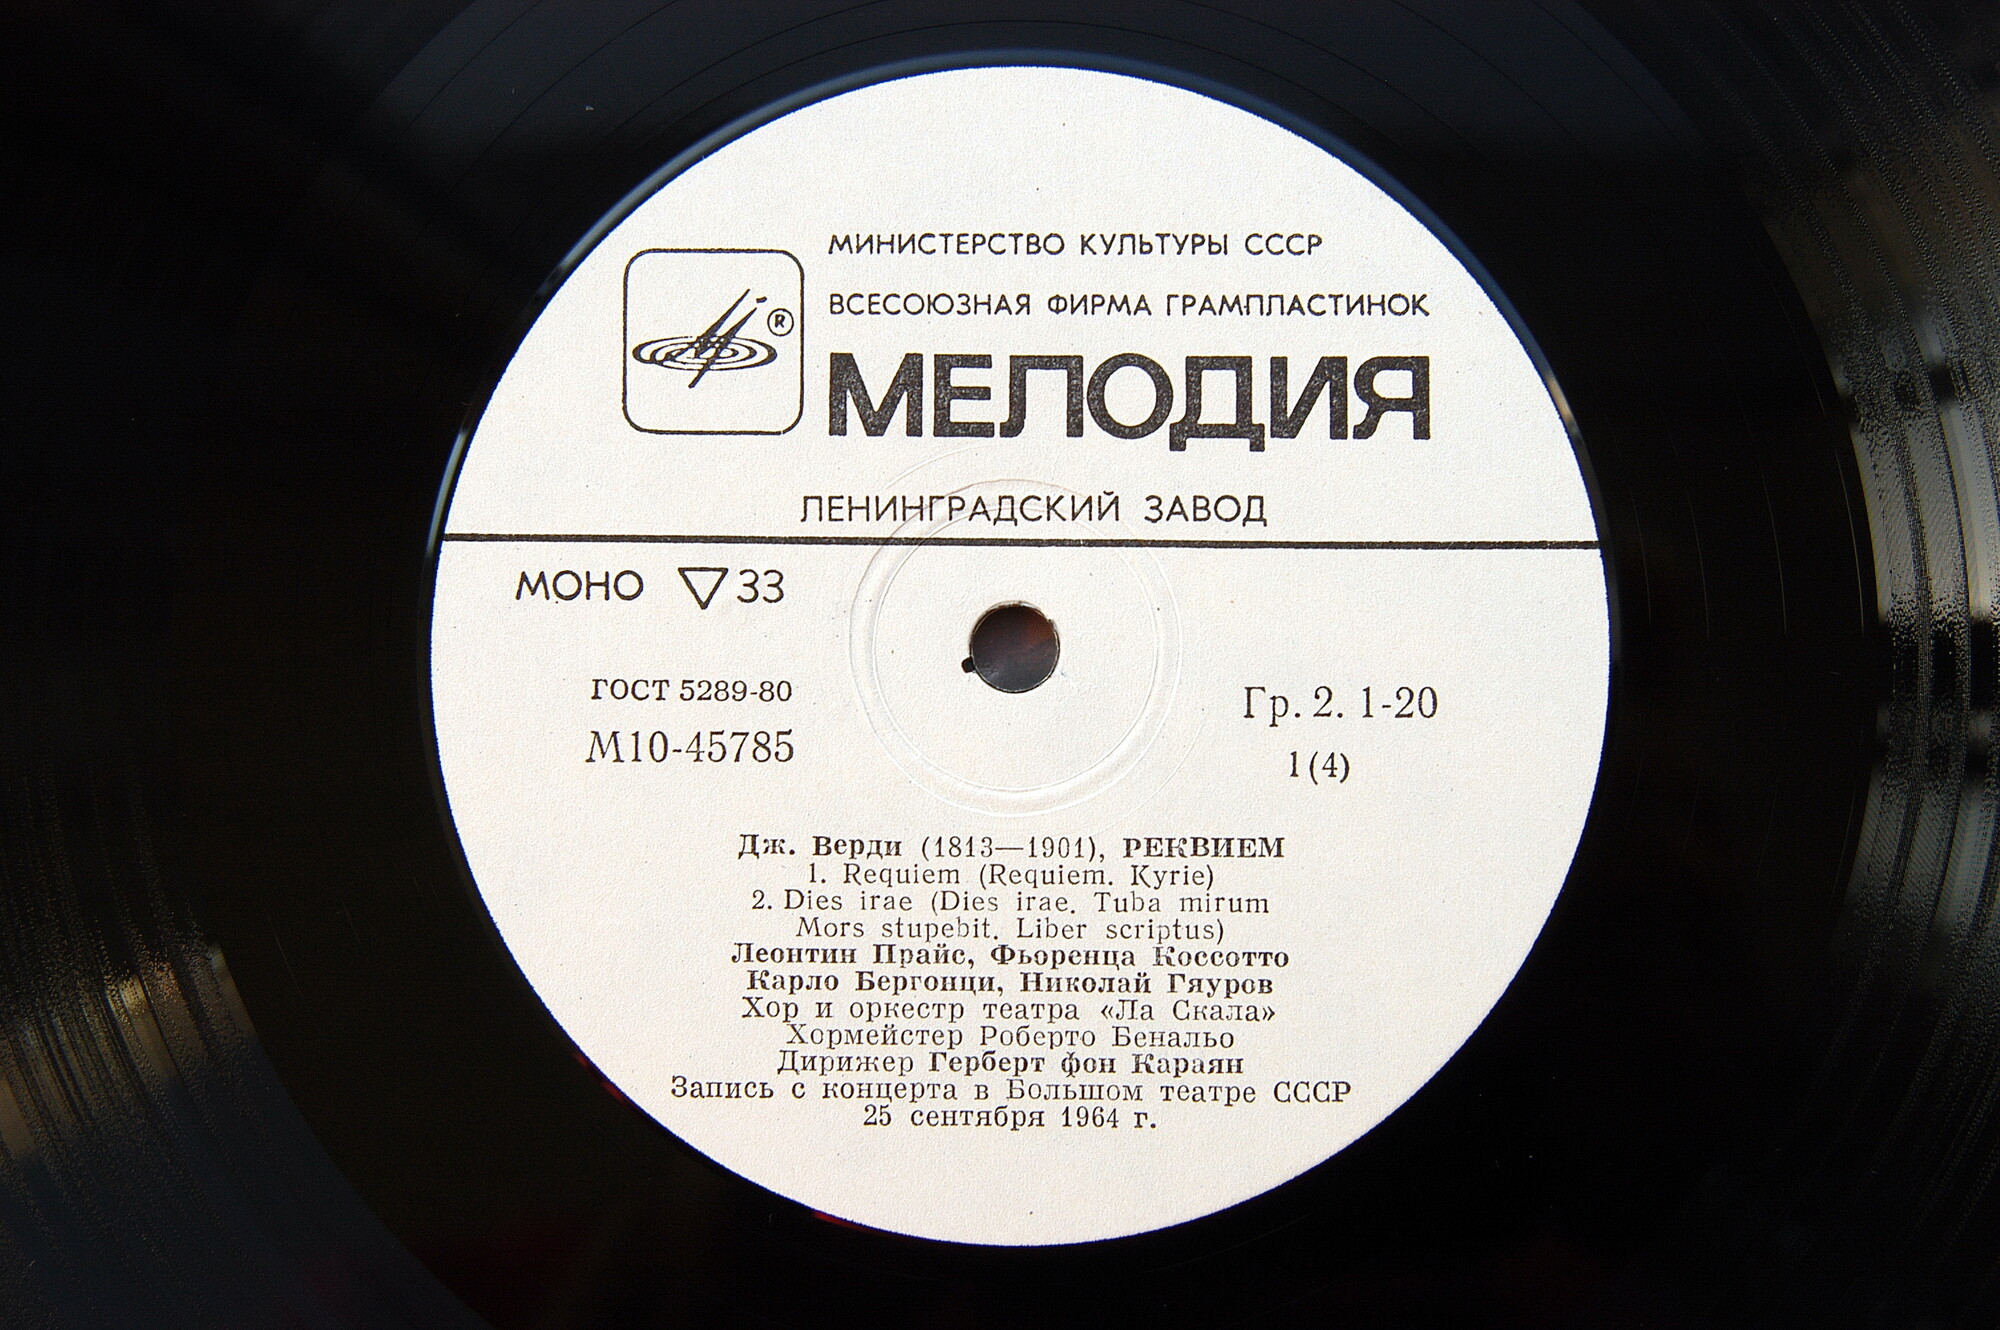 МИНИСТЕРСТВО КУЛЬТУРЫ СССР
ВСЕСОЮЗНАЯ ФИРМА ГРАМПЛАСТИНОК
®
МЕЛОДИЯ
ЛЕНИНГРАДСКИЙ ЗАВОД
МОНО ▽33
ГОСТ 5289-80
М10-45785
Гр. 2. 1-20
1(4)
Дж. Верди (1813—1901), РЕКВИЕМ
1. Requiem (Requiem. Kyrie)
2. Dies irae (Dies irae. Tuba mirum
Mors stupebit. Liber scriptus)
Леонтин Прайс, Фьоренца Коссотто
Карло Бергонци, Николай Гяуров
Хор и оркестр театра «Ла Скала»
Хормейстер Роберто Бенальо
Дирижер Герберт фон Караян
Запись с концерта в Большом театре СССР
25 сентября 1964 г.